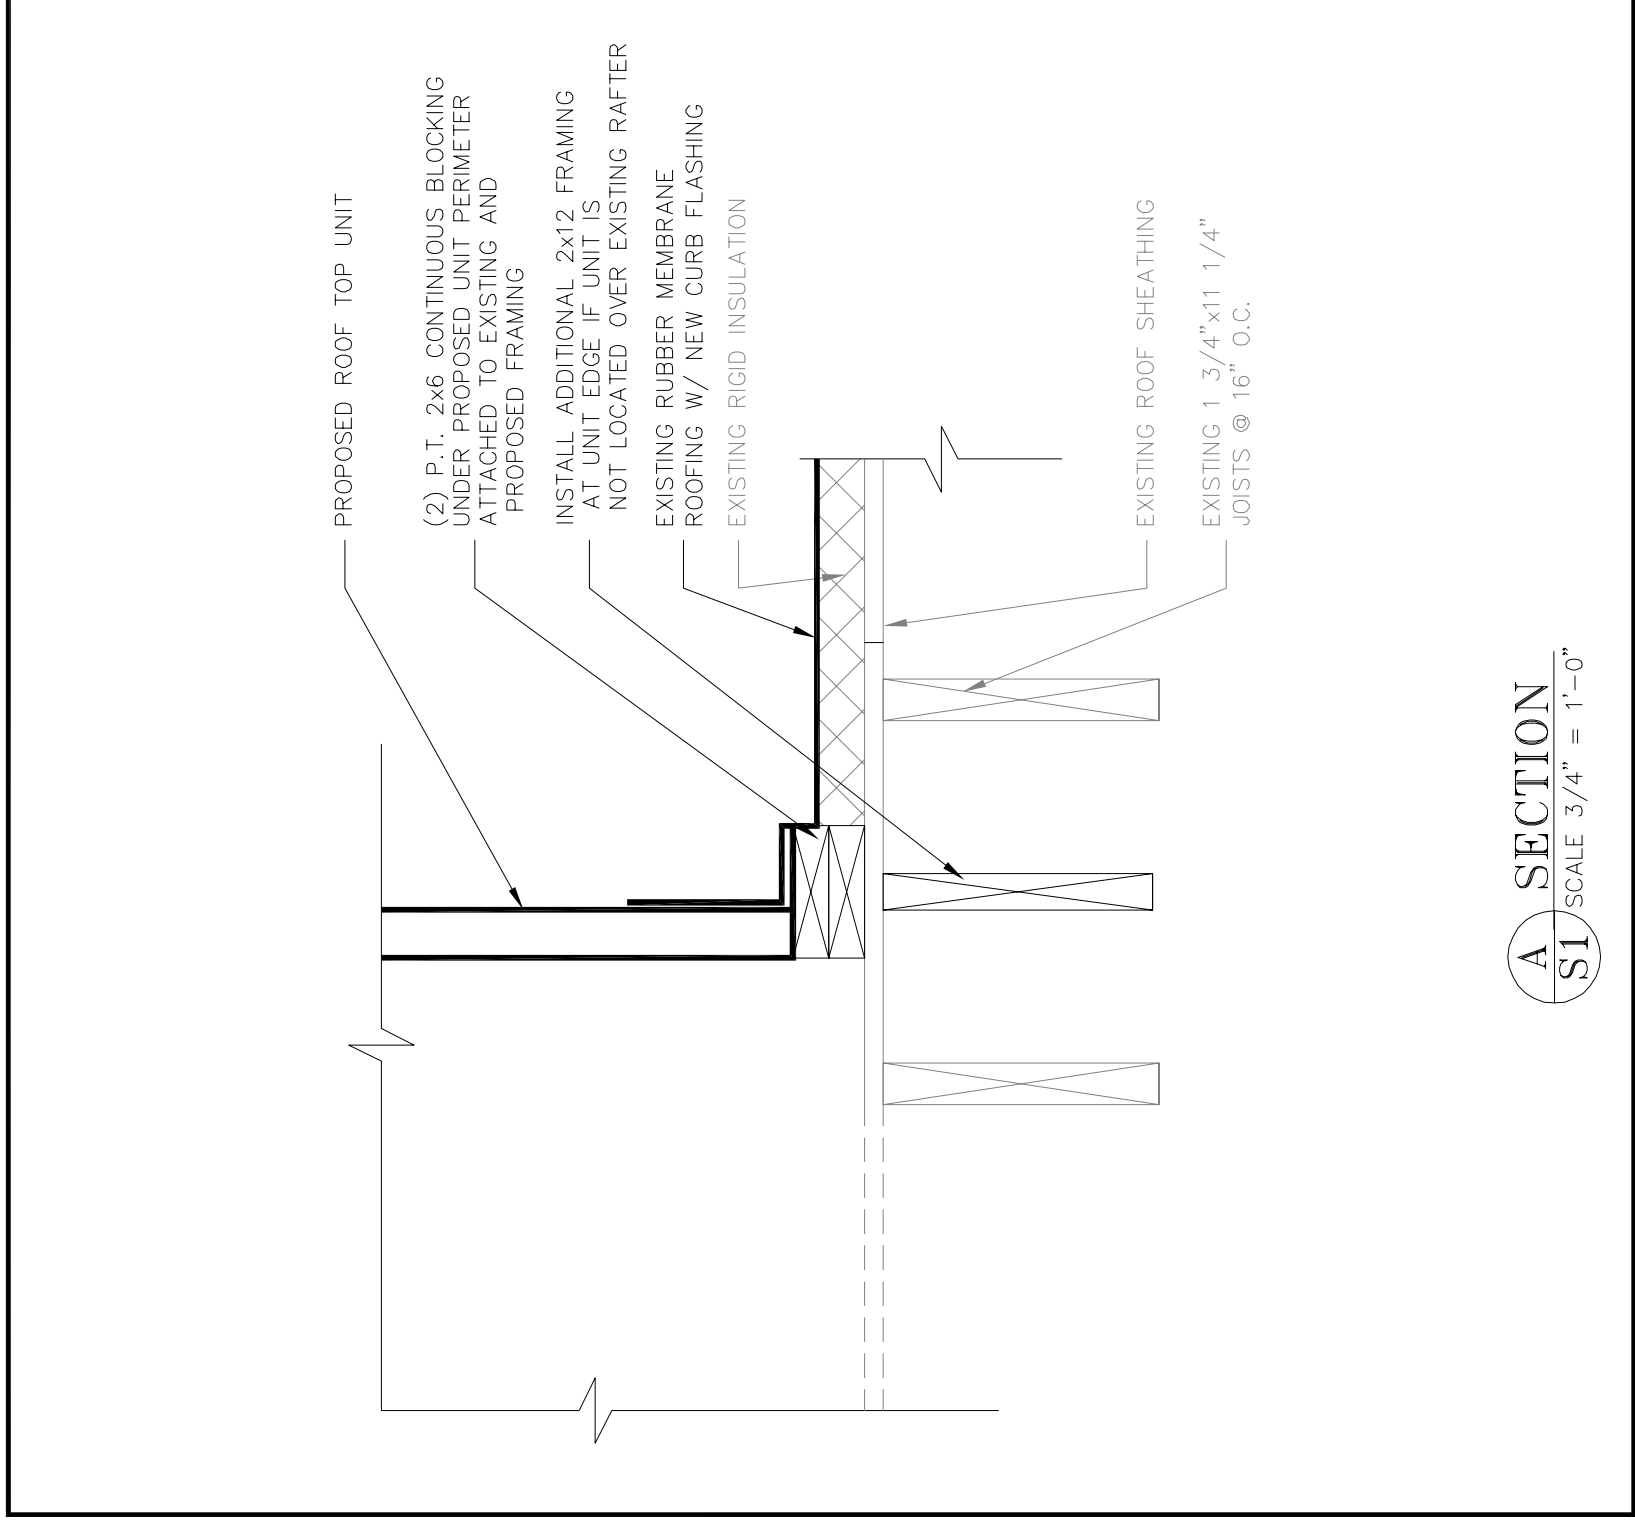 PROPOSED ROOF TOP UNIT
(2) P.T. 2x6 CONTINUOUS BLOCKING
UNDER PROPOSED UNIT PERIMETER
ATTACHED TO EXISTING AND
PROPOSED FRAMING
INSTALL ADDITIONAL 2x12 FRAMING
AT UNIT EDGE IF UNIT IS
NOT LOCATED OVER EXISTING RAFTER
EXISTING RUBBER MEMBRANE
ROOFING W/ NEW CURB FLASHING
EXISTING RIGID INSULATION
EXISTING ROOF SHEATHING
EXISTING 1 3/4"x11 1/4"
JOISTS @ 16" O.C.
A
S1
SECTION
SCALE 3/4" = 1'-0"